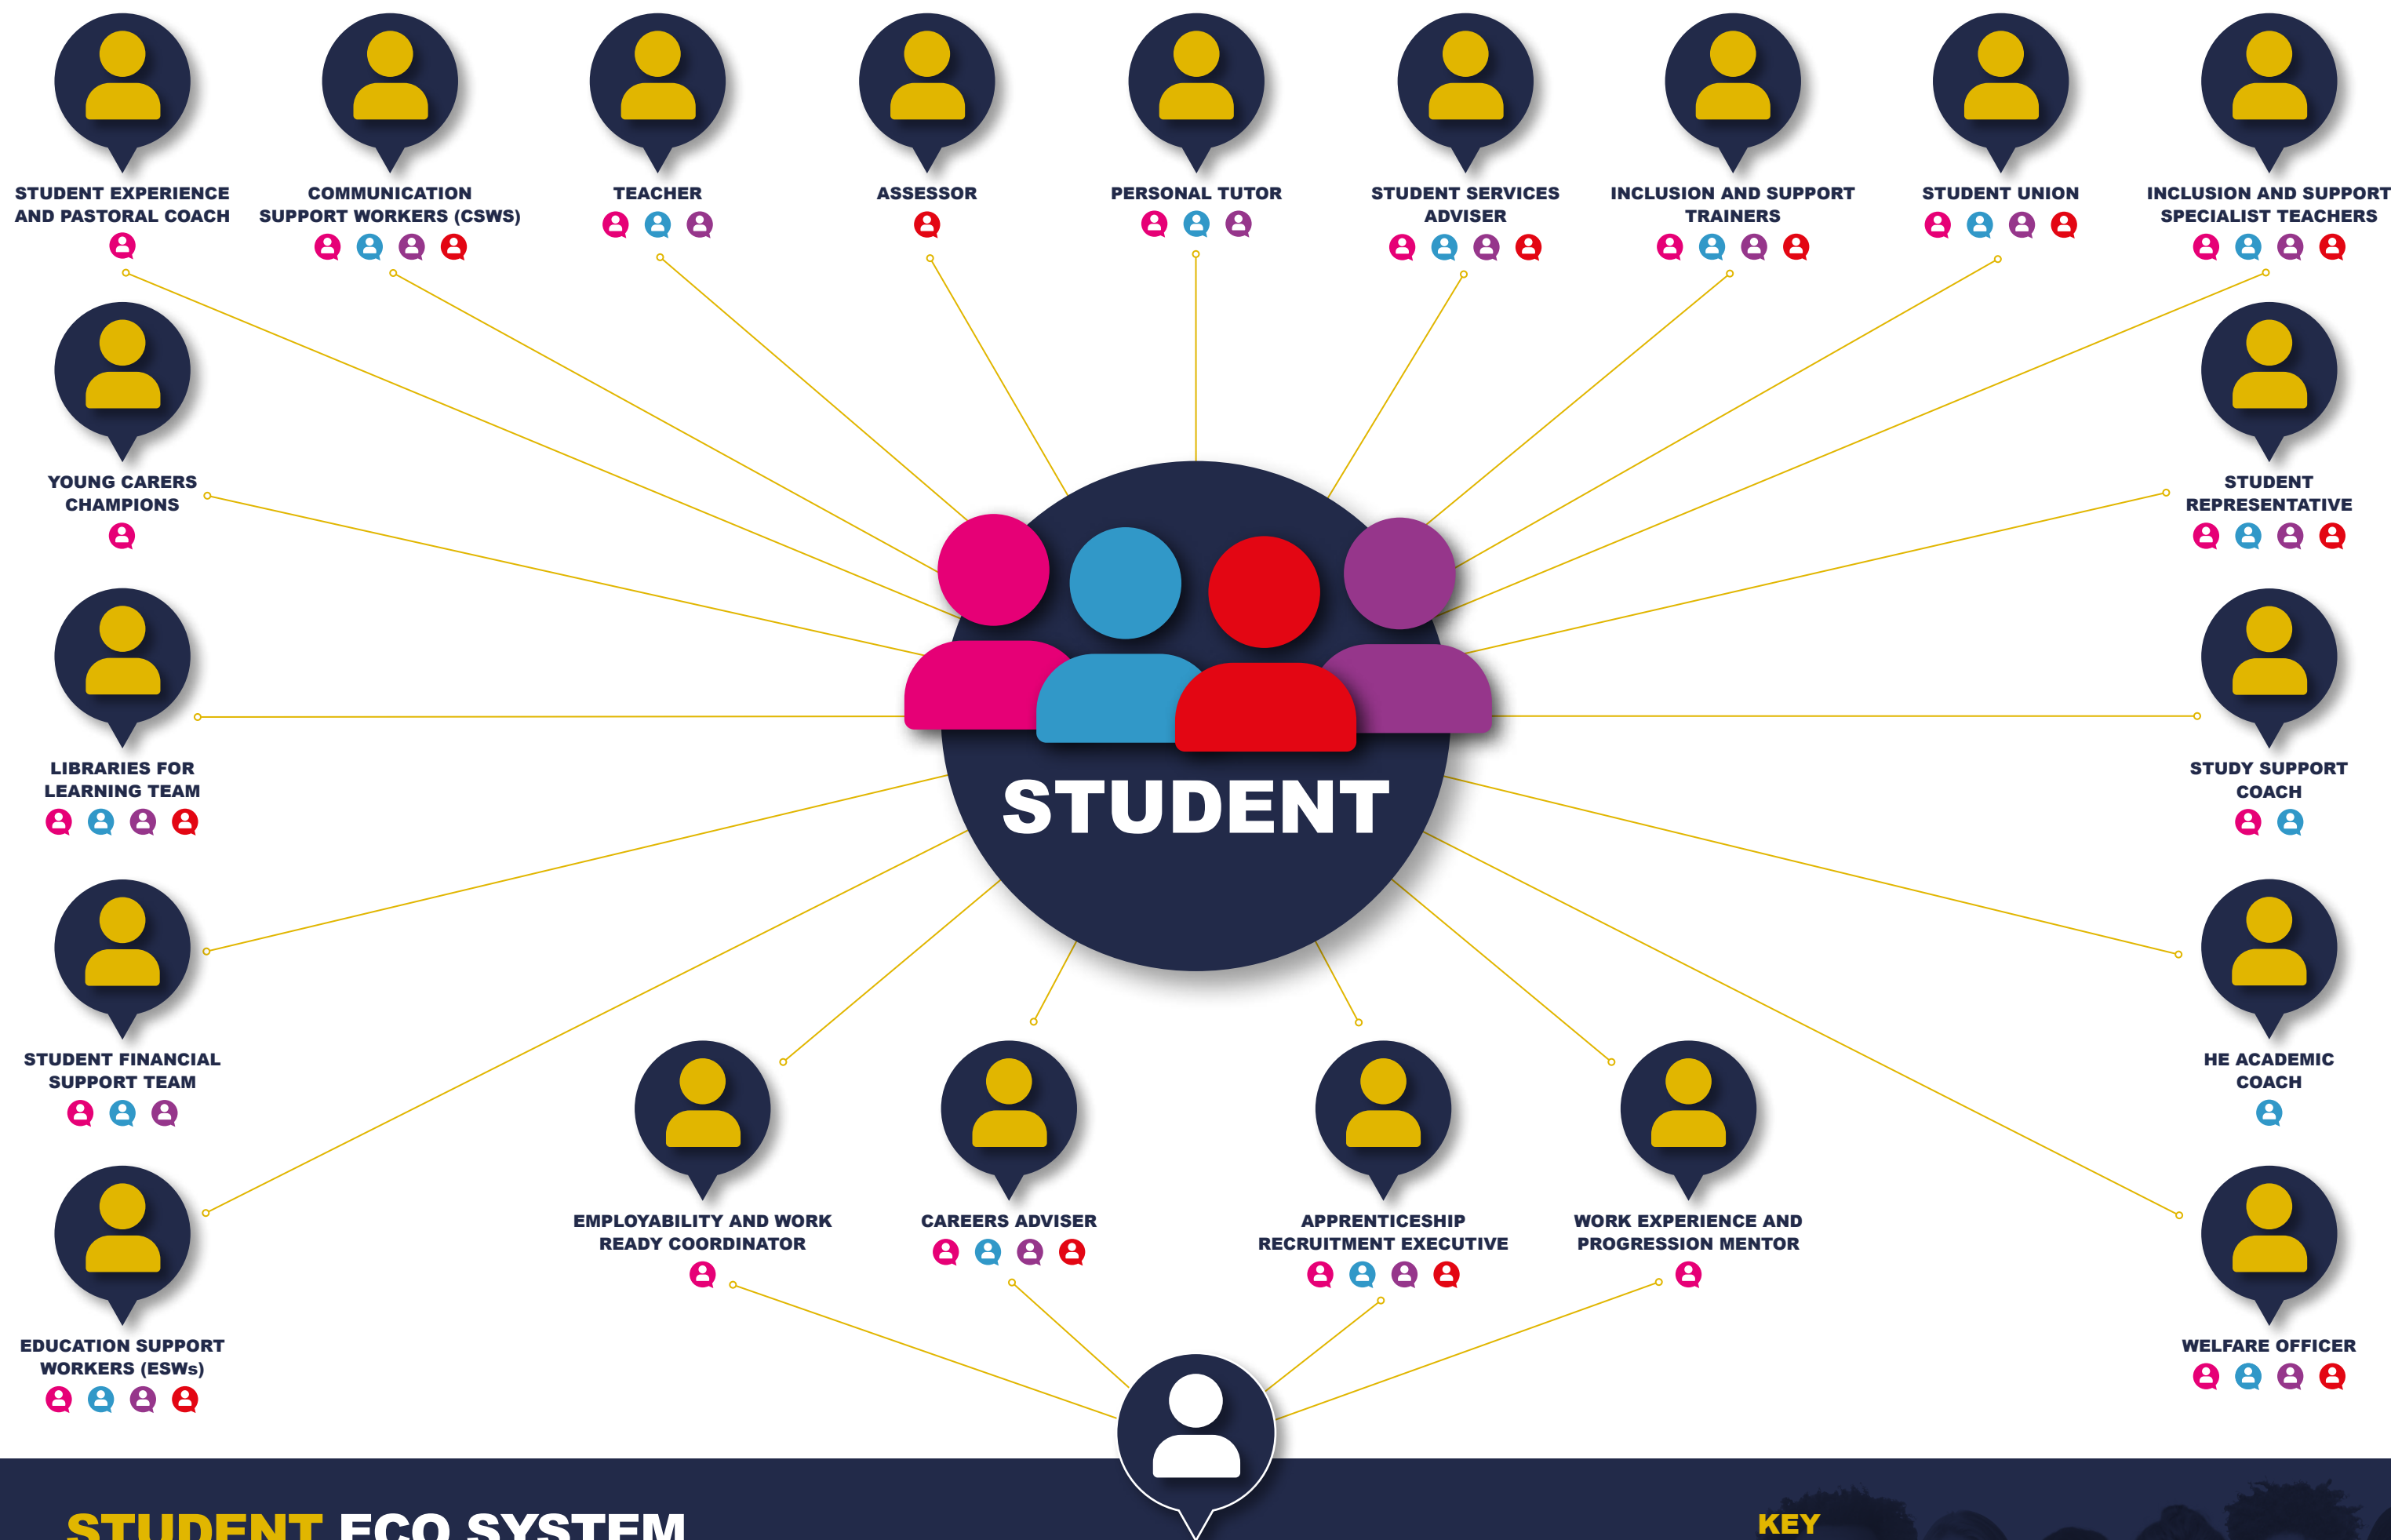 STUDENT EXPERIENCE
AND PASTORAL COACH
COMMUNICATION
SUPPORT WORKERS (CSWS)
TEACHER
ASSESSOR
PERSONAL TUTOR
STUDENT SERVICES
ADVISER
INCLUSION AND SUPPORT
TRAINERS
STUDENT UNION
INCLUSION AND SUPPORT
SPECIALIST TEACHERS
YOUNG CARERS
CHAMPIONS
STUDENT
REPRESENTATIVE
LIBRARIES FOR
LEARNING TEAM
STUDENT
STUDY SUPPORT
COACH
STUDENT FINANCIAL
SUPPORT TEAM
HE ACADEMIC
COACH
EMPLOYABILITY AND WORK
READY COORDINATOR
CAREERS ADVISER
APPRENTICESHIP
RECRUITMENT EXECUTIVE
WORK EXPERIENCE AND
PROGRESSION MENTOR
EDUCATION SUPPORT
WORKERS (ESWs)
WELFARE OFFICER
STUDENT ECO SYSTEM
KEY